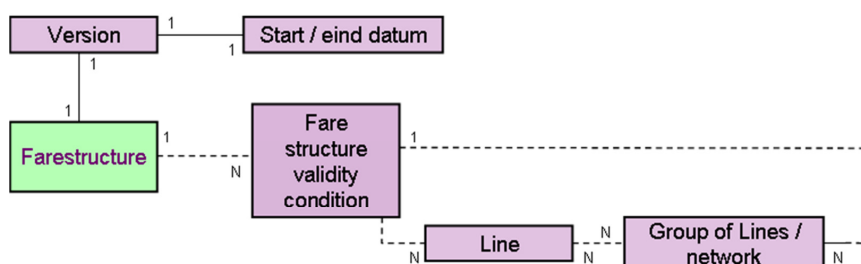 Version
1
1
Start / eind datum
1
1
Farestructure
1
N
Fare
structure
validity
condition
1
N
Line
N
N
Group of Lines /
network
N